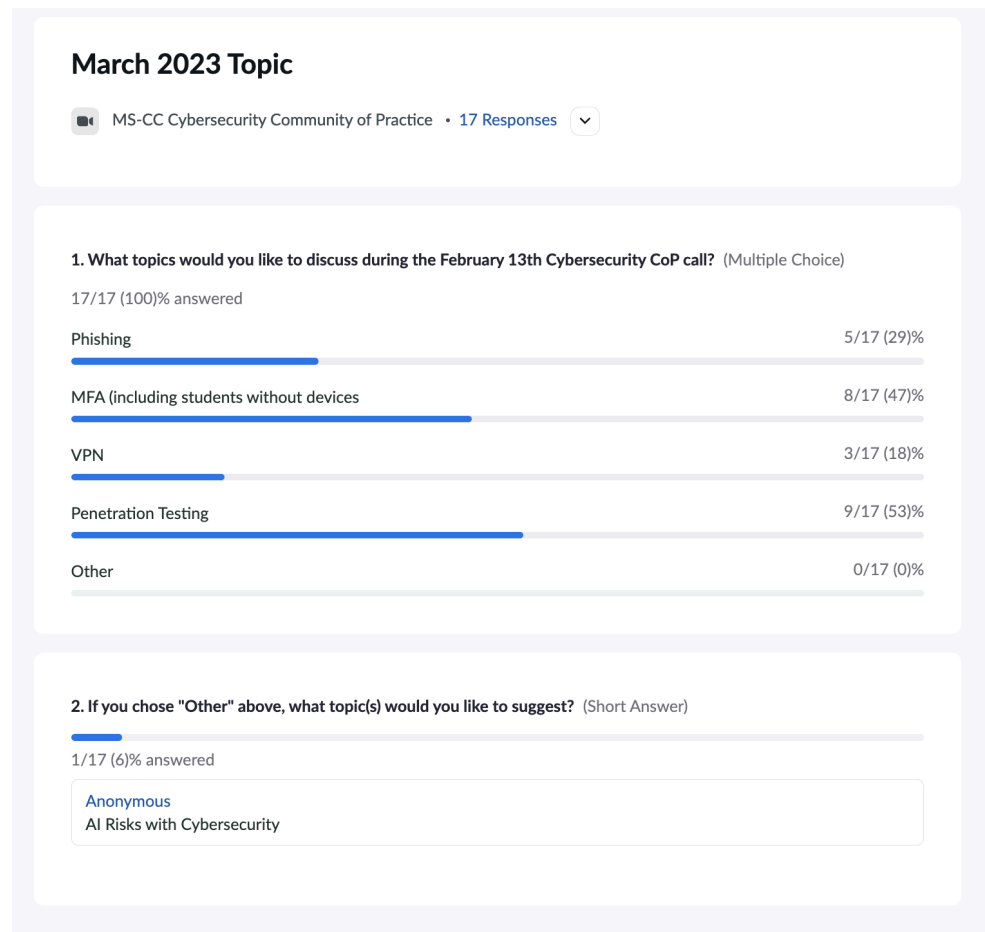 March 2023 Topic
MS-CC Cybersecurity Community of Practice • 17 Responses
1. What topics would you like to discuss during the February 13th Cybersecurity CoP call? (Multiple Choice)
17/17 (100)% answered
Phishing 5/17 (29)%
MFA (including students without devices 8/17 (47)%
VPN 3/17 (18)%
Penetration Testing 9/17 (53)%
Other 0/17 (0)%
2. If you chose "Other" above, what topic(s) would you like to suggest? (Short Answer)
1/17 (6)% answered
Anonymous
AI Risks with Cybersecurity